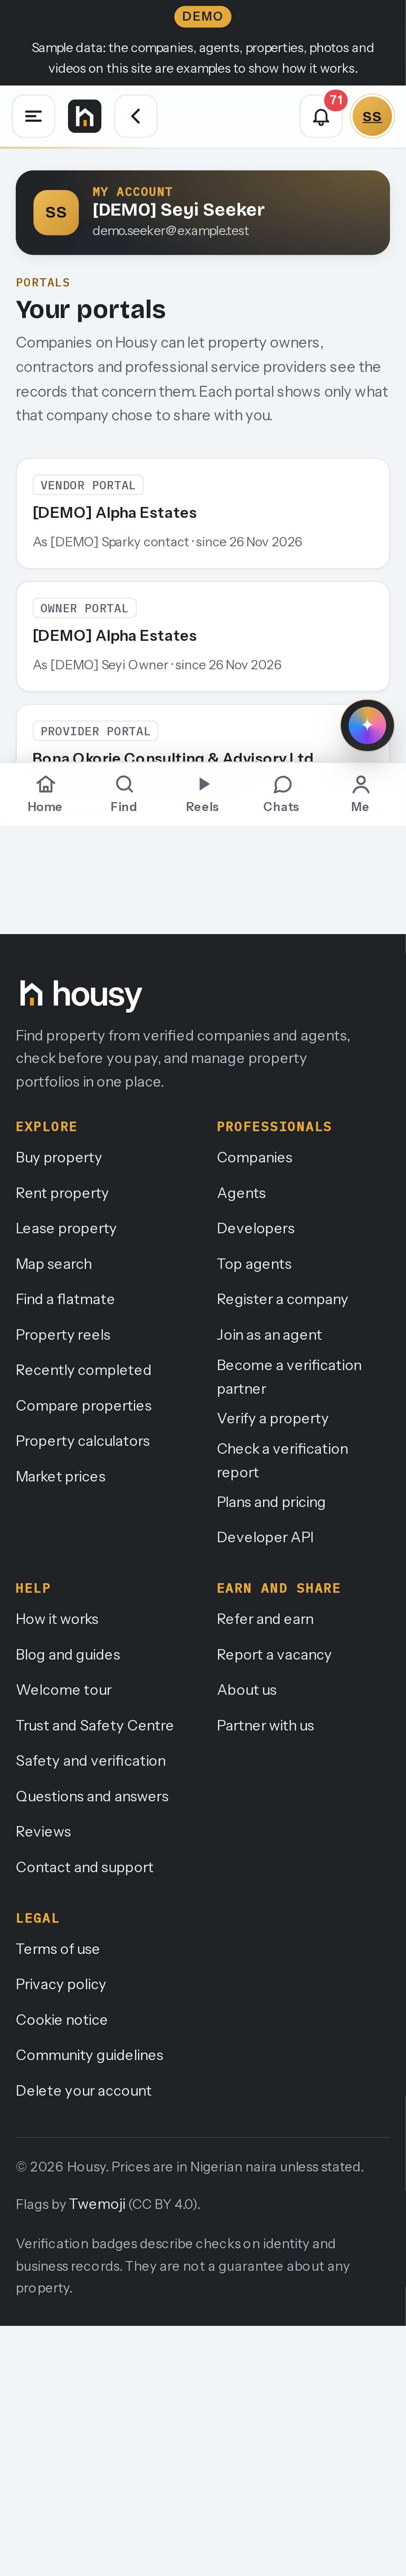 DEMO
Sample data: the companies, agents, properties, photos and
videos on this site are examples to show how it works.
71
SS
SS
MY ACCOUNT
[DEMO] Seyi Seeker
demo.seeker@example.test
PORTALS
Your portals
Companies on Housy can let property owners,
contractors and professional service providers see the
records that concern them. Each portal shows only what
that company chose to share with you.
VENDOR PORTAL
[DEMO] Alpha Estates
As [DEMO] Sparky contact · since 26 Nov 2026
OWNER PORTAL
[DEMO] Alpha Estates
As [DEMO] Seyi Owner · since 26 Nov 2026
PROVIDER PORTAL
Bona Okorie Consulting & Advisory Ltd
Home
Find
Reels
Chats
Me
housy
Find property from verified companies and agents,
check before you pay, and manage property
portfolios in one place.
EXPLORE
Buy property
Rent property
Lease property
Map search
Find a flatmate
Property reels
Recently completed
Compare properties
Property calculators
Market prices
PROFESSIONALS
Companies
Agents
Developers
Top agents
Register a company
Join as an agent
Become a verification
partner
Verify a property
Check a verification
report
Plans and pricing
Developer API
HELP
How it works
Blog and guides
Welcome tour
Trust and Safety Centre
Safety and verification
Questions and answers
Reviews
Contact and support
EARN AND SHARE
Refer and earn
Report a vacancy
About us
Partner with us
LEGAL
Terms of use
Privacy policy
Cookie notice
Community guidelines
Delete your account
© 2026 Housy. Prices are in Nigerian naira unless stated.
Flags by Twemoji (CC BY 4.0).
Verification badges describe checks on identity and
business records. They are not a guarantee about any
property.